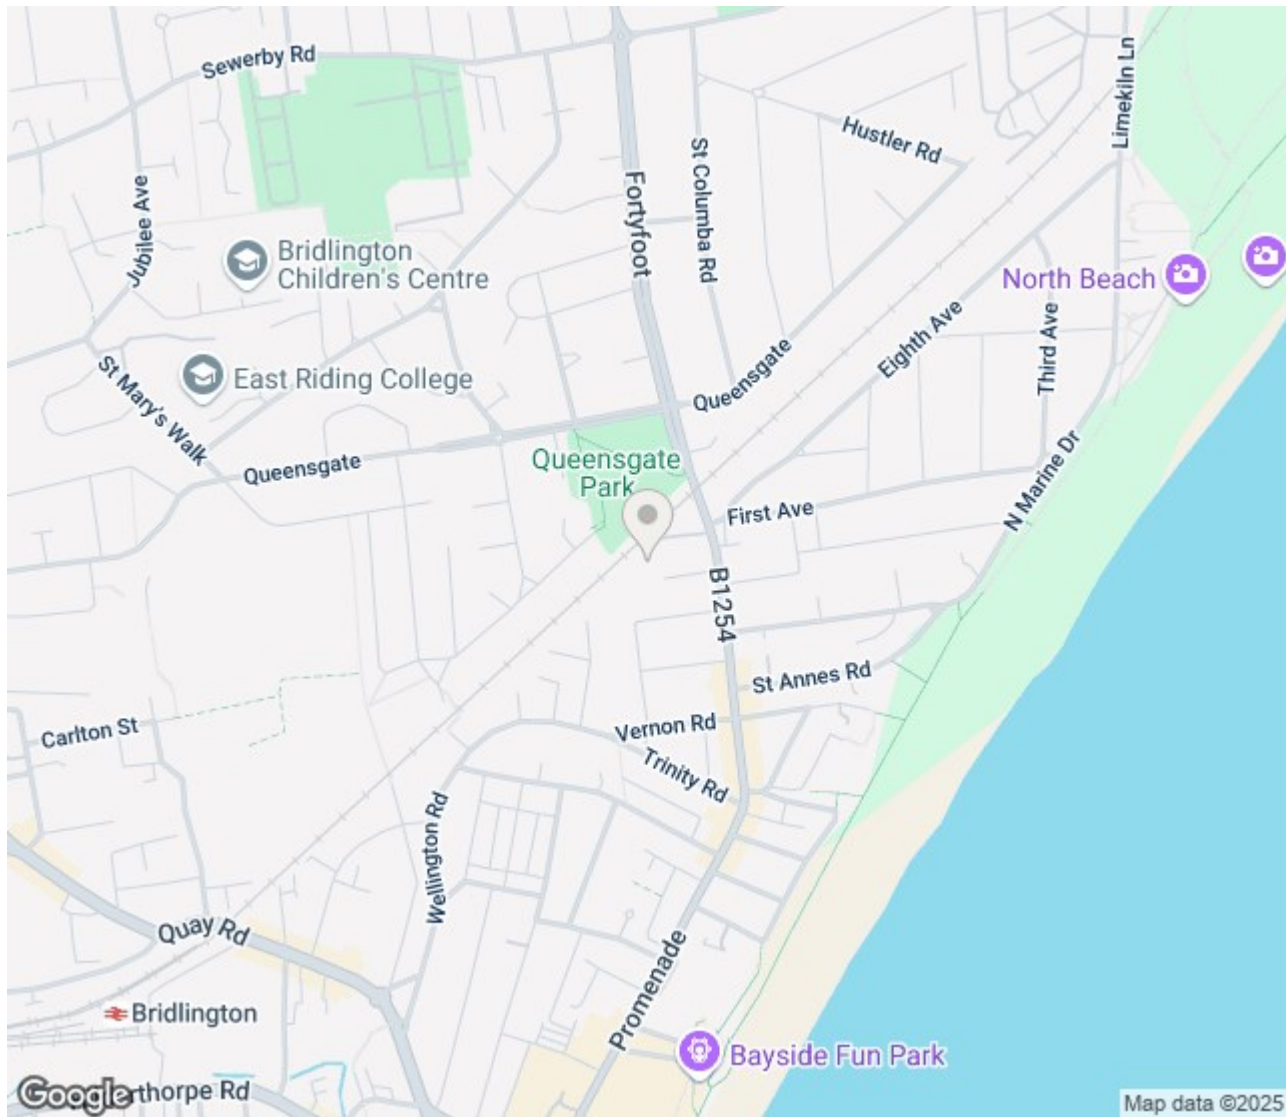 Sewerby Rd
Limekiln Ln
Hustler Rd
St Columba Rd
Fortyfoot
Jubilee Ave
Bridlington
Children's Centre
North Beach
Third Ave
Eighth Ave
Queensgate
East Riding College
St Mary's Walk
Queensgate
Queensgate
Park
First Ave
N Marine Dr
B1254
St Annes Rd
Vernon Rd
Carlton St
Trinity Rd
Wellington Rd
Quay Rd
Promenade
Bridlington
Bayside Fun Park
Google
rthorpe Rd
Map data ©2025